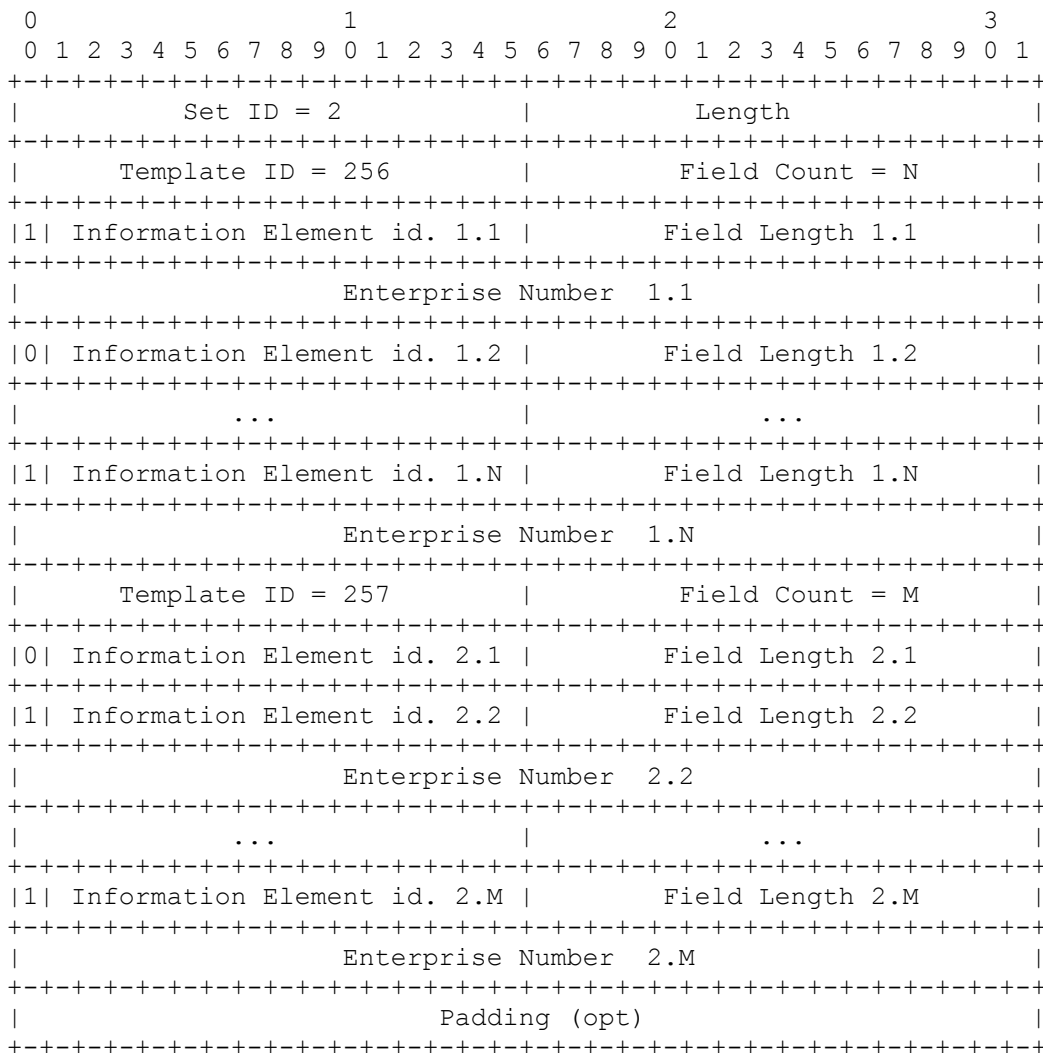 0                   1                   2                   3
 0 1 2 3 4 5 6 7 8 9 0 1 2 3 4 5 6 7 8 9 0 1 2 3 4 5 6 7 8 9 0 1
+-+-+-+-+-+-+-+-+-+-+-+-+-+-+-+-+-+-+-+-+-+-+-+-+-+-+-+-+-+-+-+-+
|          Set ID = 2           |          Length               |
+-+-+-+-+-+-+-+-+-+-+-+-+-+-+-+-+-+-+-+-+-+-+-+-+-+-+-+-+-+-+-+-+
|      Template ID = 256        |         Field Count = N       |
+-+-+-+-+-+-+-+-+-+-+-+-+-+-+-+-+-+-+-+-+-+-+-+-+-+-+-+-+-+-+-+-+
|1| Information Element id. 1.1 |        Field Length 1.1       |
+-+-+-+-+-+-+-+-+-+-+-+-+-+-+-+-+-+-+-+-+-+-+-+-+-+-+-+-+-+-+-+-+
|                    Enterprise Number  1.1                     |
+-+-+-+-+-+-+-+-+-+-+-+-+-+-+-+-+-+-+-+-+-+-+-+-+-+-+-+-+-+-+-+-+
|0| Information Element id. 1.2 |        Field Length 1.2       |
+-+-+-+-+-+-+-+-+-+-+-+-+-+-+-+-+-+-+-+-+-+-+-+-+-+-+-+-+-+-+-+-+
|             ...               |              ...              |
+-+-+-+-+-+-+-+-+-+-+-+-+-+-+-+-+-+-+-+-+-+-+-+-+-+-+-+-+-+-+-+-+
|1| Information Element id. 1.N |        Field Length 1.N       |
+-+-+-+-+-+-+-+-+-+-+-+-+-+-+-+-+-+-+-+-+-+-+-+-+-+-+-+-+-+-+-+-+
|                    Enterprise Number  1.N                     |
+-+-+-+-+-+-+-+-+-+-+-+-+-+-+-+-+-+-+-+-+-+-+-+-+-+-+-+-+-+-+-+-+
|      Template ID = 257        |         Field Count = M       |
+-+-+-+-+-+-+-+-+-+-+-+-+-+-+-+-+-+-+-+-+-+-+-+-+-+-+-+-+-+-+-+-+
|0| Information Element id. 2.1 |        Field Length 2.1       |
+-+-+-+-+-+-+-+-+-+-+-+-+-+-+-+-+-+-+-+-+-+-+-+-+-+-+-+-+-+-+-+-+
|1| Information Element id. 2.2 |        Field Length 2.2       |
+-+-+-+-+-+-+-+-+-+-+-+-+-+-+-+-+-+-+-+-+-+-+-+-+-+-+-+-+-+-+-+-+
|                    Enterprise Number  2.2                     |
+-+-+-+-+-+-+-+-+-+-+-+-+-+-+-+-+-+-+-+-+-+-+-+-+-+-+-+-+-+-+-+-+
|             ...               |              ...              |
+-+-+-+-+-+-+-+-+-+-+-+-+-+-+-+-+-+-+-+-+-+-+-+-+-+-+-+-+-+-+-+-+
|1| Information Element id. 2.M |        Field Length 2.M       |
+-+-+-+-+-+-+-+-+-+-+-+-+-+-+-+-+-+-+-+-+-+-+-+-+-+-+-+-+-+-+-+-+
|                    Enterprise Number  2.M                     |
+-+-+-+-+-+-+-+-+-+-+-+-+-+-+-+-+-+-+-+-+-+-+-+-+-+-+-+-+-+-+-+-+
|                          Padding (opt)                        |
+-+-+-+-+-+-+-+-+-+-+-+-+-+-+-+-+-+-+-+-+-+-+-+-+-+-+-+-+-+-+-+-+